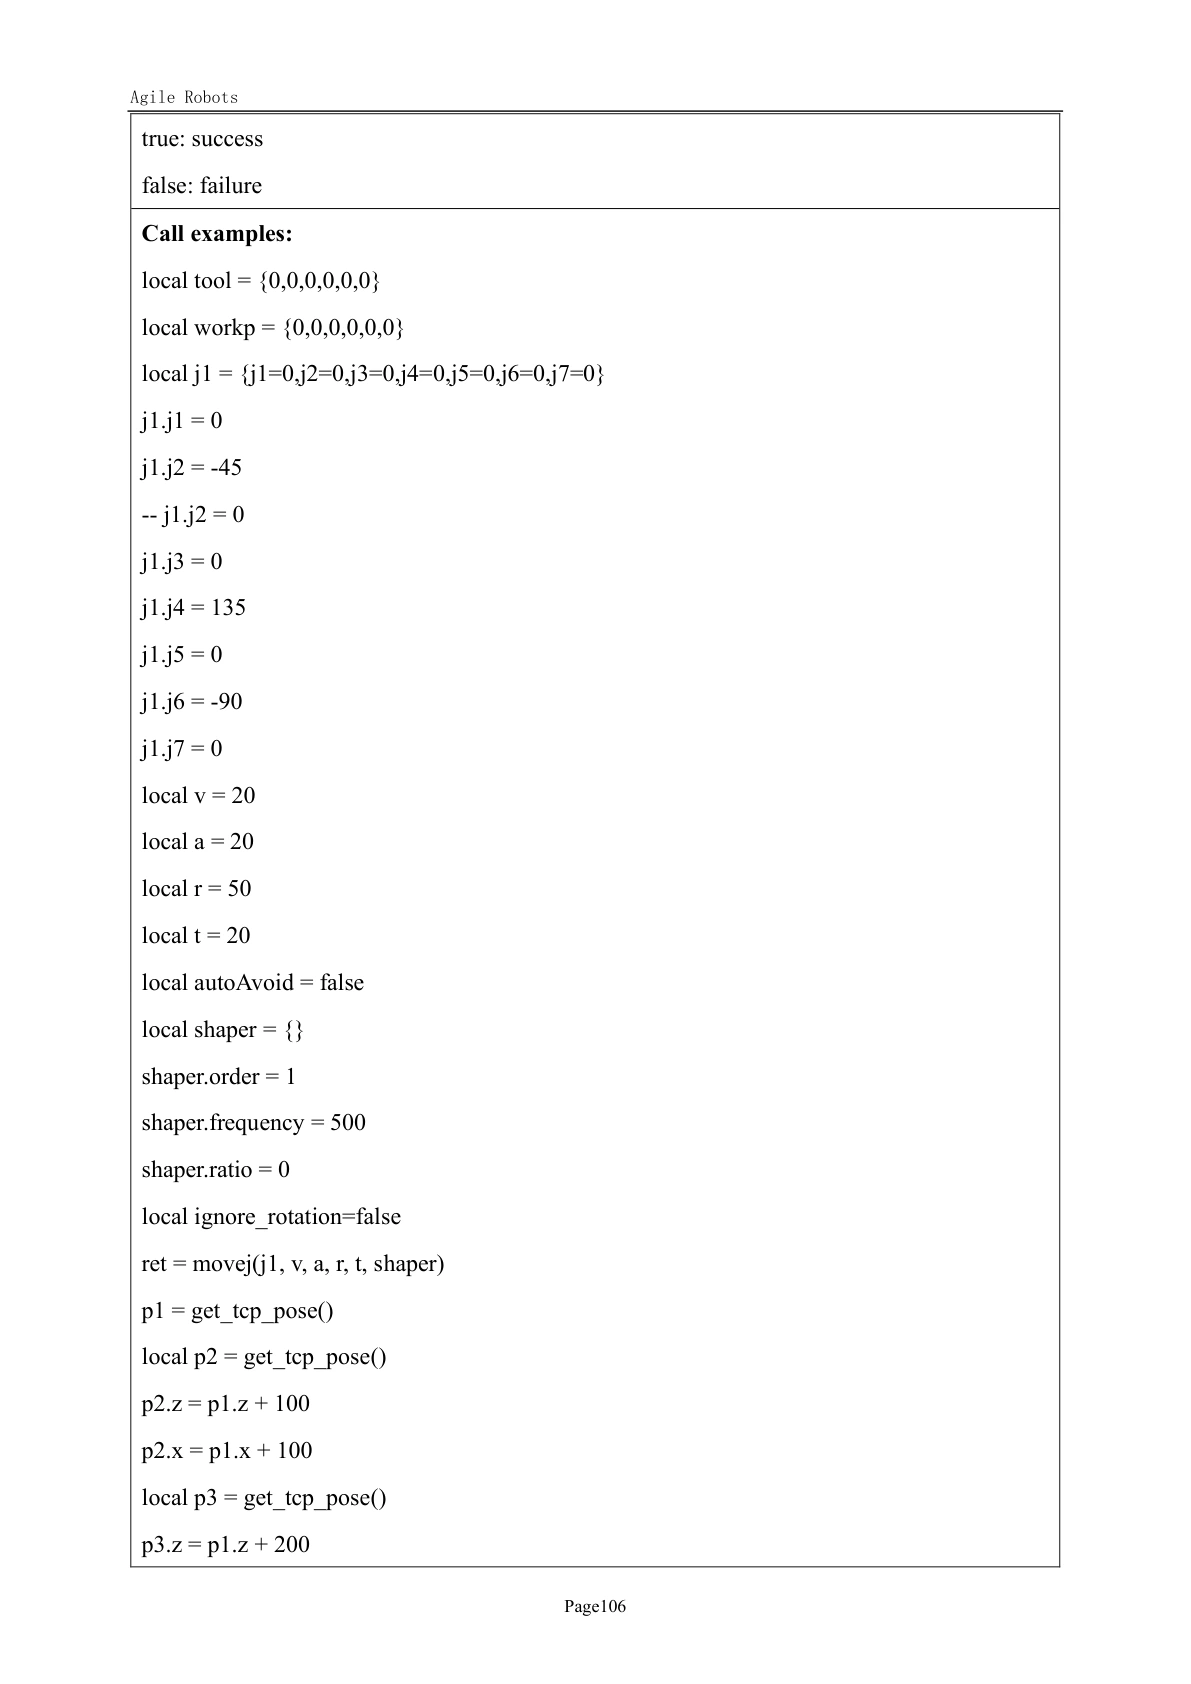 Agile Robots
true: success
false: failure
Call examples:
local tool = {0,0,0,0,0,0}
local workp = {0,0,0,0,0,0}
local j1 = {j1=0,j2=0,j3=0,j4=0,j5=0,j6=0,j7=0}
j1.j1 = 0
j1.j2 = -45
-- j1.j2 = 0
j1.j3 = 0
j1.j4 = 135
j1.j5 = 0
j1.j6 = -90
j1.j7 = 0
local v = 20
local a = 20
local r = 50
local t = 20
local autoAvoid = false
local shaper = {}
shaper.order = 1
shaper.frequency = 500
shaper.ratio = 0
local ignore_rotation=false
ret = movej(j1, v, a, r, t, shaper)
p1 = get_tcp_pose()
local p2 = get_tcp_pose()
p2.z = p1.z + 100
p2.x = p1.x + 100
local p3 = get_tcp_pose()
p3.z = p1.z + 200
Page106